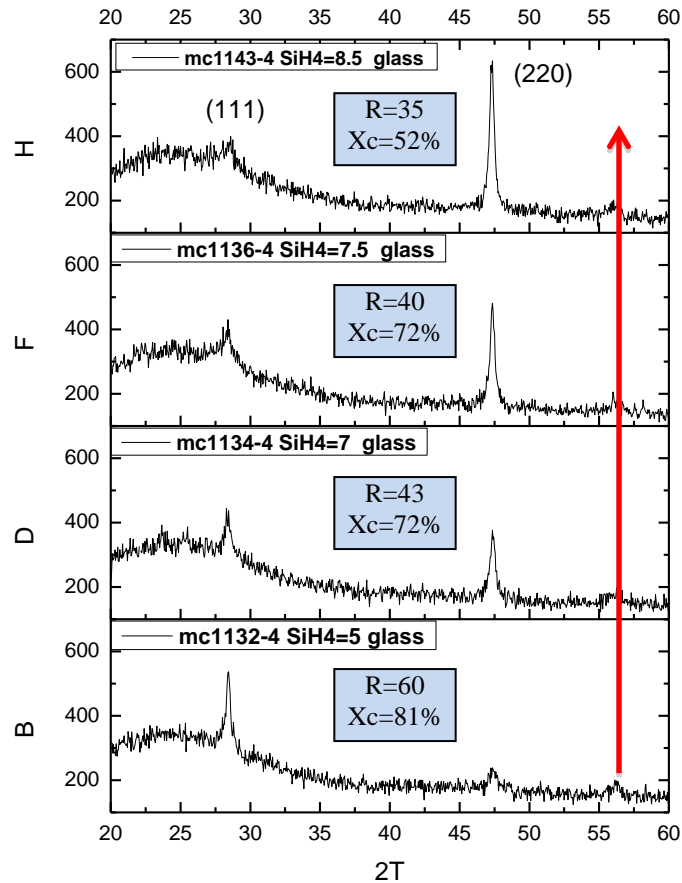 20 25 30 35 40 45 50 55 60
mc1143-4 SiH4=8.5 glass
600
400
200
H
(111)
(220)
R=35
Xc=52%
mc1136-4 SiH4=7.5 glass
600
400
200
F
R=40
Xc=72%
mc1134-4 SiH4=7 glass
600
400
200
D
R=43
Xc=72%
mc1132-4 SiH4=5 glass
600
400
200
B
R=60
Xc=81%
20 25 30 35 40 45 50 55 60
2T